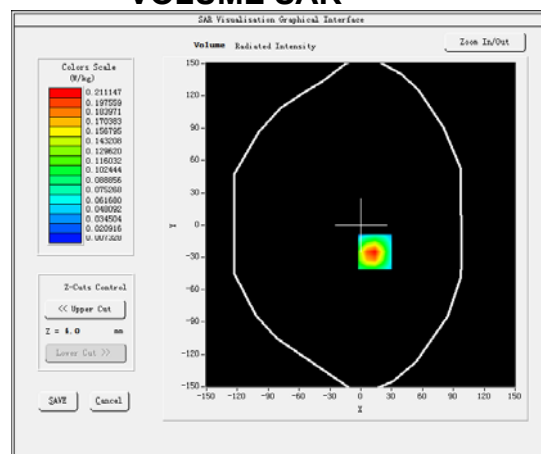 VOLUME SAR
SAR Visualisation Graphical Interface
Volume Radiated Intensity
Zoom In/Out
Colors Scale
(W/kg)
0.211147
0.197559
0.183971
0.170383
0.156795
0.143208
0.129620
0.116032
0.102444
0.088856
0.075268
0.061680
0.048092
0.034504
0.020916
0.007328
150
120
90
60
30
0
-30
-60
-90
-120
-150
Y
-150 -120 -90 -60 -30 0 30 60 90 120 150
X
Z-Cuts Control
<< Upper Cut
Z = 4.0 mm
Lower Cut >>
SAVE Cancel